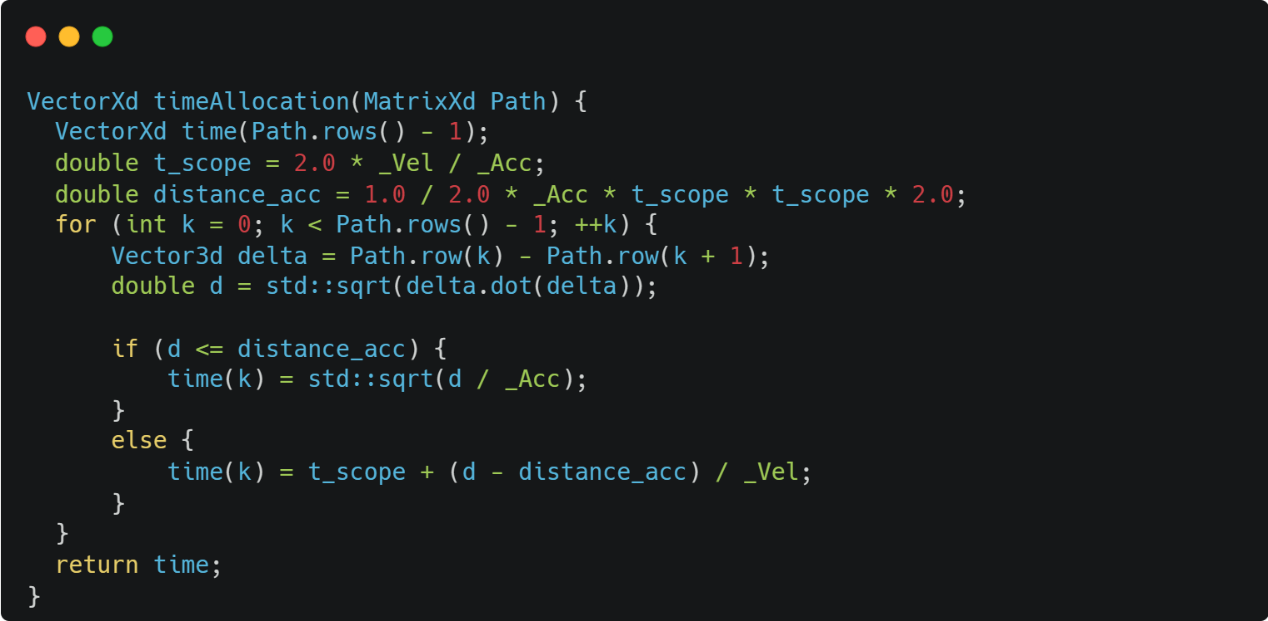 VectorXd timeAllocation(MatrixXd Path) {
  VectorXd time(Path.rows() - 1);
  double t_scope = 2.0 * _Vel / _Acc;
  double distance_acc = 1.0 / 2.0 * _Acc * t_scope * t_scope * 2.0;
  for (int k = 0; k < Path.rows() - 1; ++k) {
      Vector3d delta = Path.row(k) - Path.row(k + 1);
      double d = std::sqrt(delta.dot(delta));

      if (d <= distance_acc) {
          time(k) = std::sqrt(d / _Acc);
      }
      else {
          time(k) = t_scope + (d - distance_acc) / _Vel;
      }
  }
  return time;
}